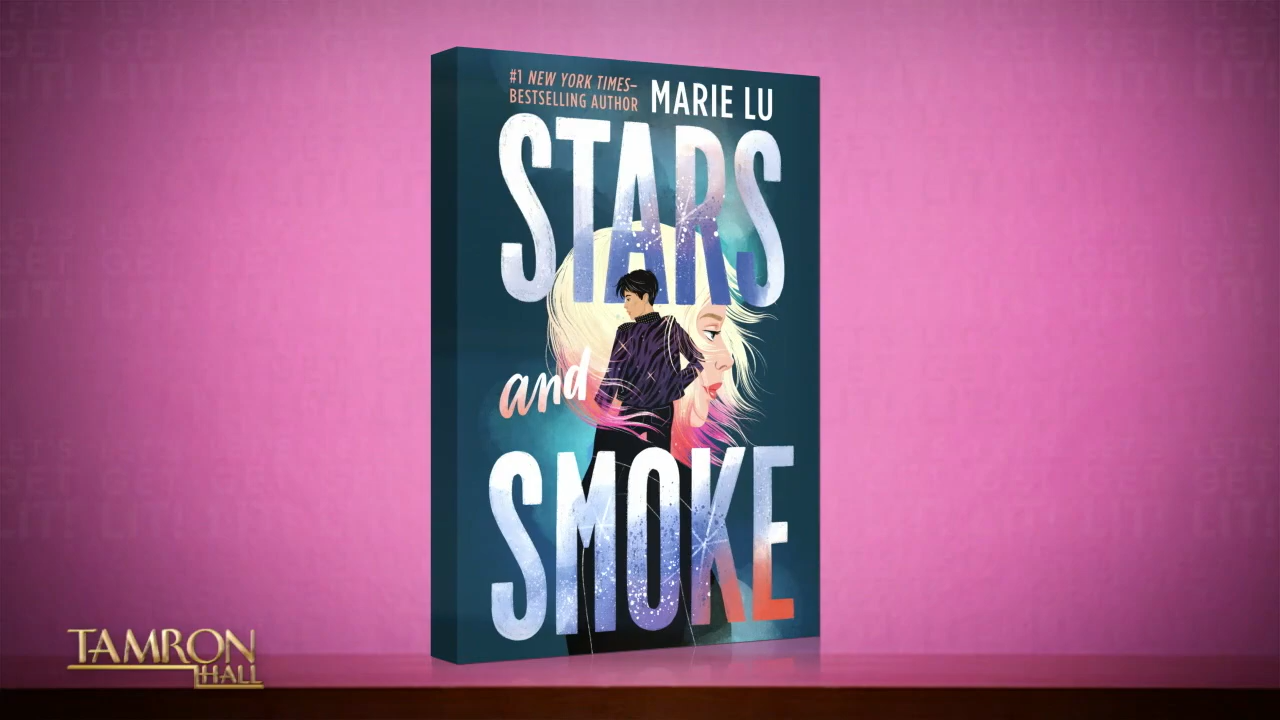 #1 NEW YORK TIMES–
BESTSELLING AUTHOR
MARIE LU
STARS
and
SMOKE
TAMRON
HALL